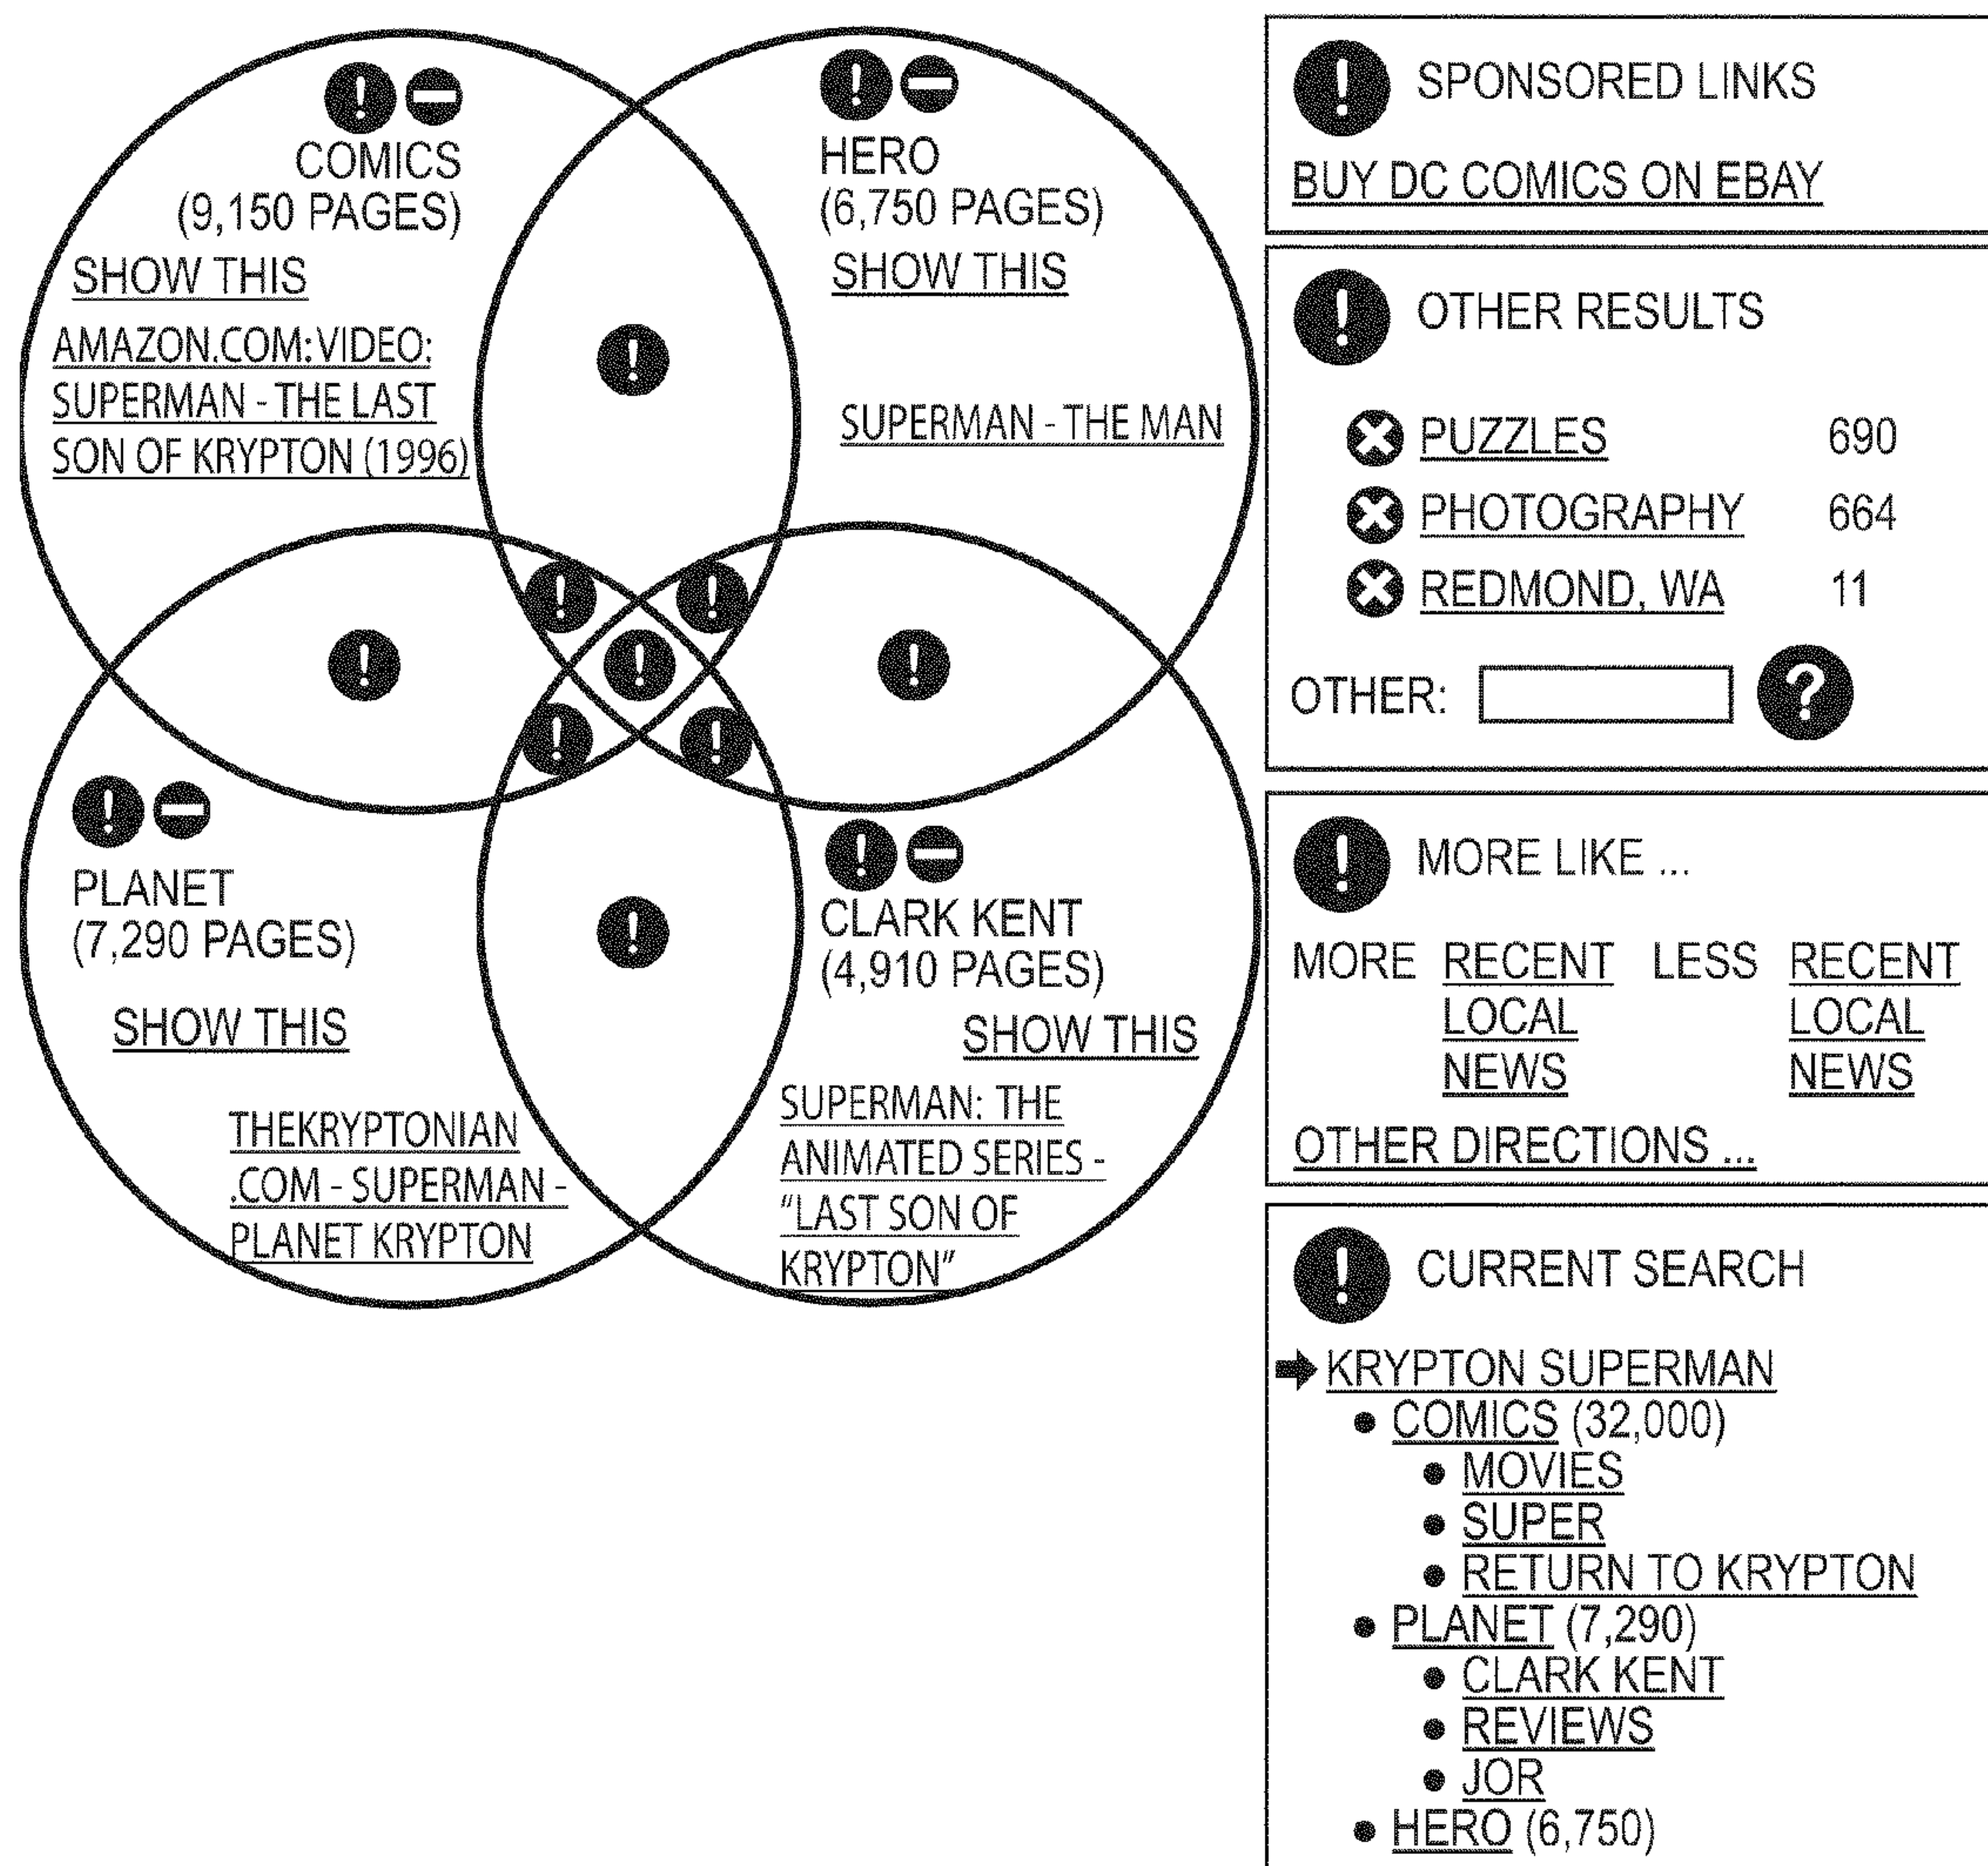 COMICS
(9,150 PAGES)
SHOW THIS
AMAZON.COM:VIDEO:
SUPERMAN - THE LAST
SON OF KRYPTON (1996)
HERO
(6,750 PAGES)
SHOW THIS
SUPERMAN - THE MAN
PLANET
(7,290 PAGES)
SHOW THIS
THEKRYPTONIAN
.COM - SUPERMAN -
PLANET KRYPTON
CLARK KENT
(4,910 PAGES)
SHOW THIS
SUPERMAN: THE
ANIMATED SERIES -
"LAST SON OF
KRYPTON"
SPONSORED LINKS
BUY DC COMICS ON EBAY
OTHER RESULTS
PUZZLES 690
PHOTOGRAPHY 664
REDMOND, WA 11
OTHER:
MORE LIKE ...
MORE RECENT LESS RECENT
LOCAL LOCAL
NEWS NEWS
OTHER DIRECTIONS ...
CURRENT SEARCH
KRYPTON SUPERMAN
• COMICS (32,000)
• MOVIES
• SUPER
• RETURN TO KRYPTON
• PLANET (7,290)
• CLARK KENT
• REVIEWS
• JOR
• HERO (6,750)